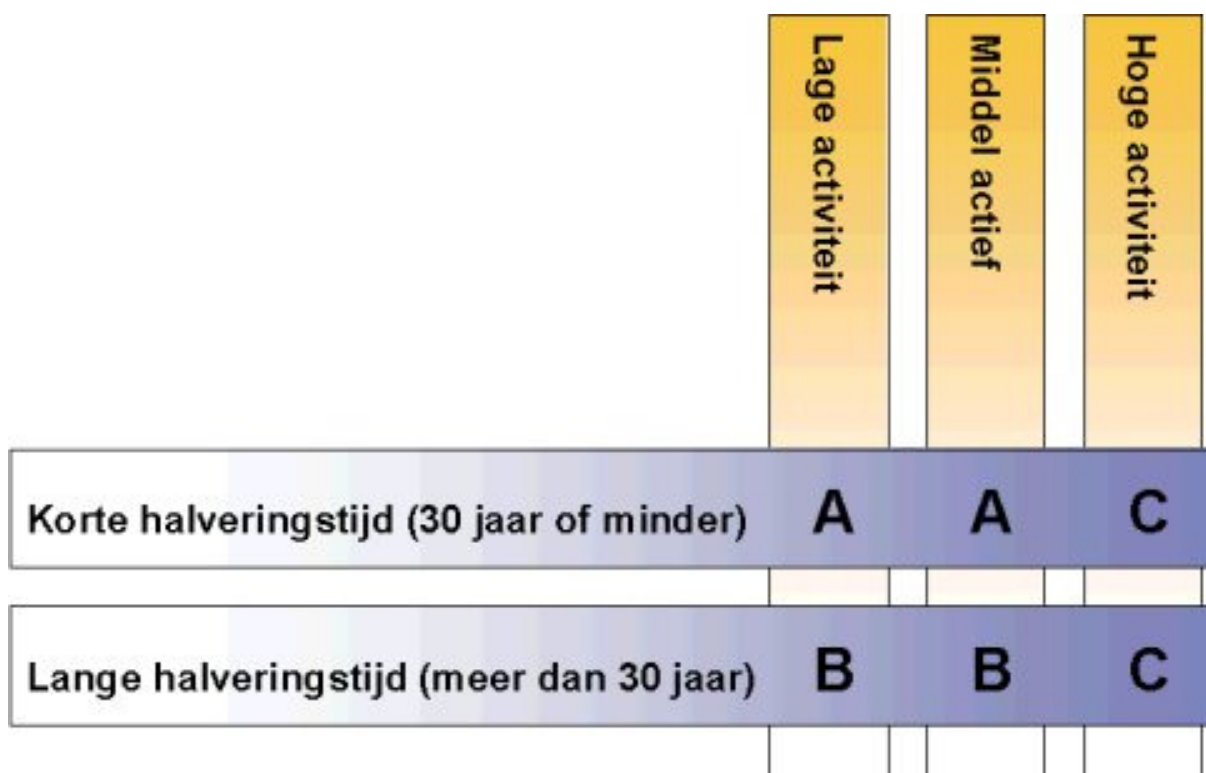 Lage activiteit
Middel actief
Hoge activiteit
Korte halveringstijd (30 jaar of minder) A A C
Lange halveringstijd (meer dan 30 jaar) B B C